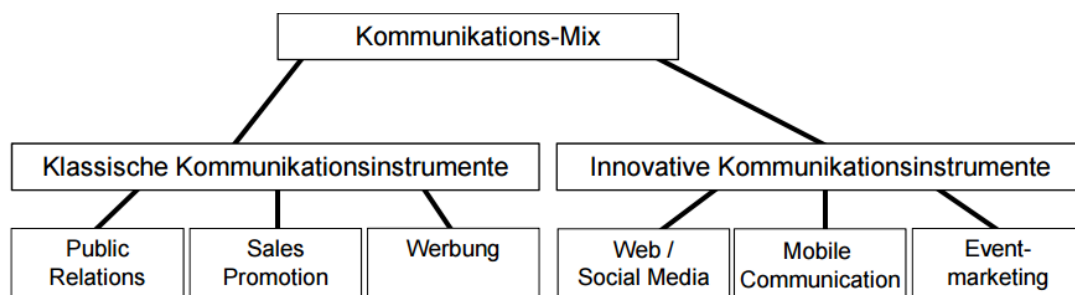 Kommunikations-Mix
Klassische Kommunikationsinstrumente
Innovative Kommunikationsinstrumente
Public
Relations
Sales
Promotion
Werbung
Web /
Social Media
Mobile
Communication
Event-
marketing